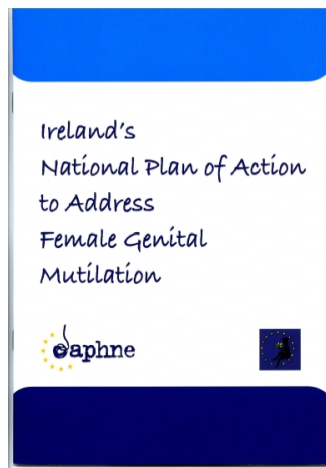 Ireland's
National Plan of Action
to Address
Female Genital
Mutilation
daphne